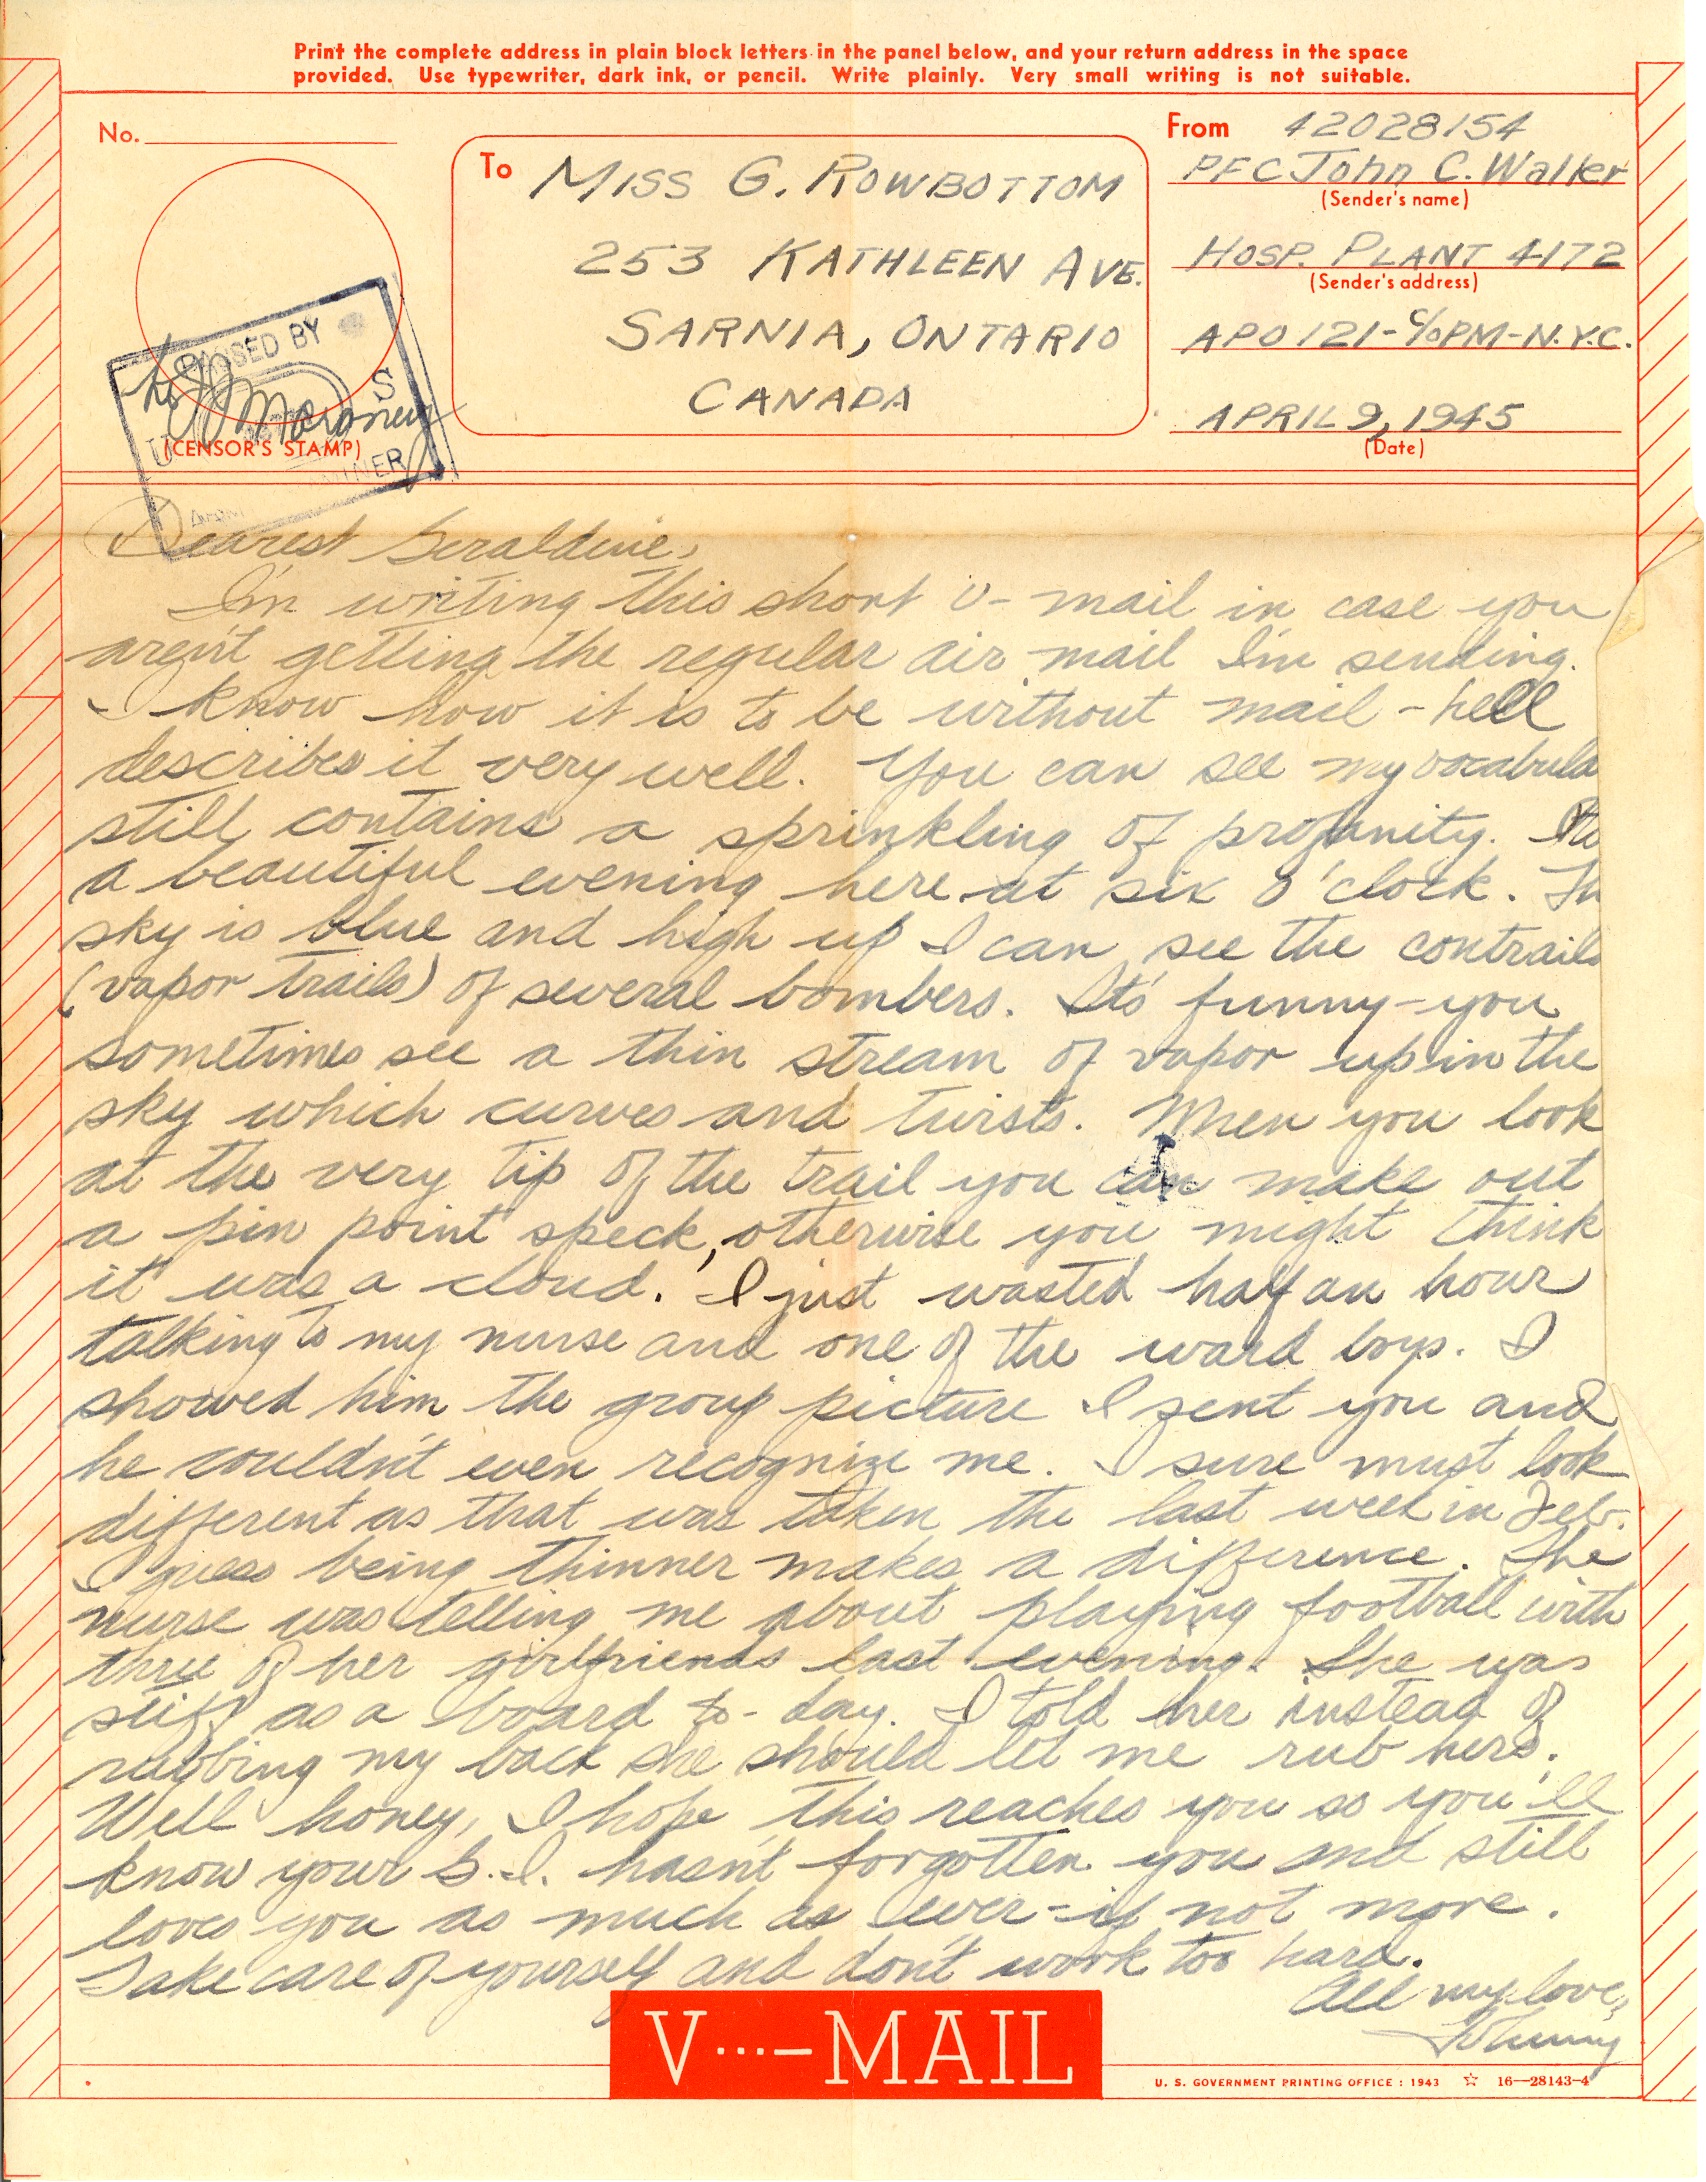 Print the complete address in plain block letters in the panel below, and your return address in the space
provided. Use typewriter, dark ink, or pencil. Write plainly. Very small writing is not suitable.
No.
To
MISS G. ROWBOTTOM
253 KATHLEEN AVE.
SARNIA, ONTARIO
CANADA
From 42028154
PFC John C. Walker
(Sender's name)
HOSP. PLANT 4172
(Sender's address)
APO 121-c/o PM-N.Y.C.
APRIL 9, 1945
(Date)
PASSED BY
S
(CENSOR'S STAMP)
Dearest Geraldine,
I'm writing this short V-mail in case you
aren't getting the regular air mail I'm sending.
I know how it is to be without mail - hell
describes it very well. You can see my vocabula
still contains a sprinkling of profanity. Its
a beautiful evening here at six o'clock. Th
sky is blue and high up I can see the contrails
(vapor trails) of several bombers. It's funny - you
sometimes see a thin stream of vapor up in the
sky which curves and twists. When you look
at the very tip of the trail you can make out
a pin point speck, otherwise you might think
it was a cloud. I just wasted half an hour
talking to my nurse and one of the ward boys. I
showed him the group picture I sent you and
he couldn't even recognize me. I sure must look
different as that was taken the last week in Feb.
I guess being thinner makes a difference. The
nurse was telling me about playing football with
three of her girlfriends last evening. She was
stiff as a board to-day. I told her instead of
rubbing my back she should let me rub hers.
Well honey, I hope this reaches you so you'll
know your G.I. hasn't forgotten you and still
loves you as much as ever - if not more.
Take care of yourself and don't work too hard.
All my love,
Johnny
V···—MAIL
U. S. GOVERNMENT PRINTING OFFICE : 1943 ☆ 16—28143-4